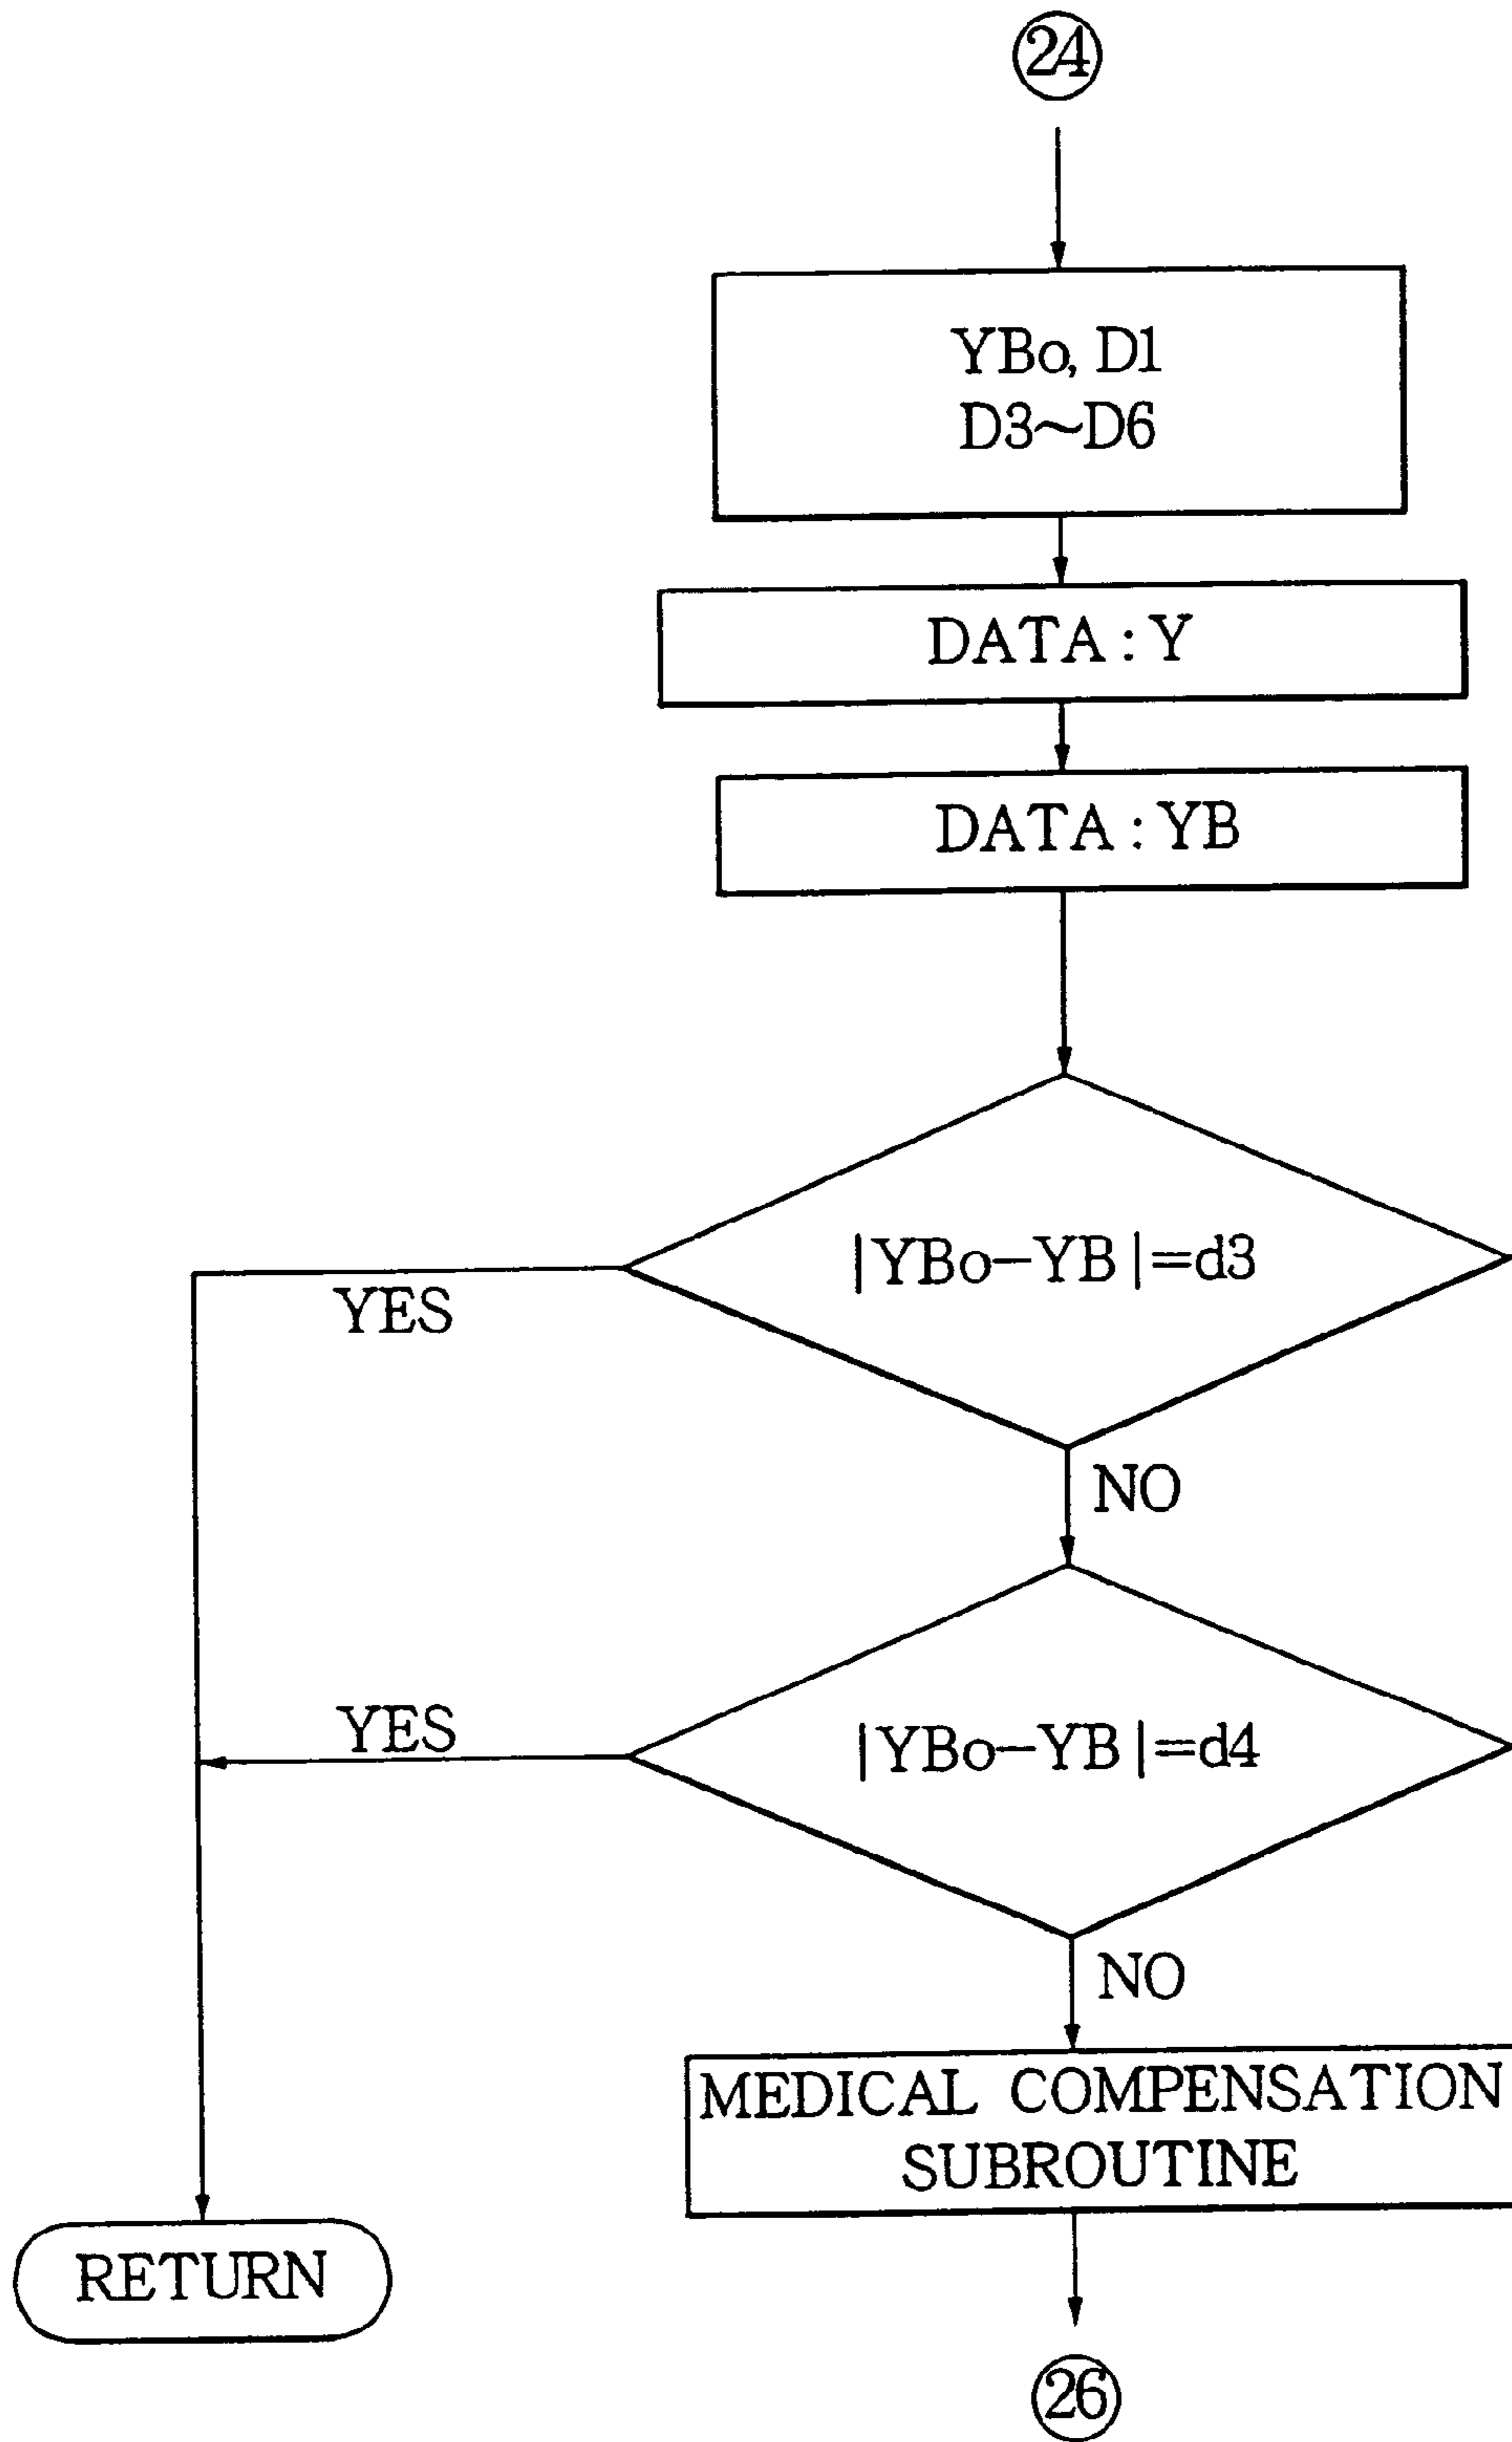 24
YBo, D1
D3~D6
DATA : Y
DATA : YB
|YBo-YB|=d3
YES
NO
|YBo-YB|=d4
YES
NO
MEDICAL COMPENSATION
SUBROUTINE
RETURN
26